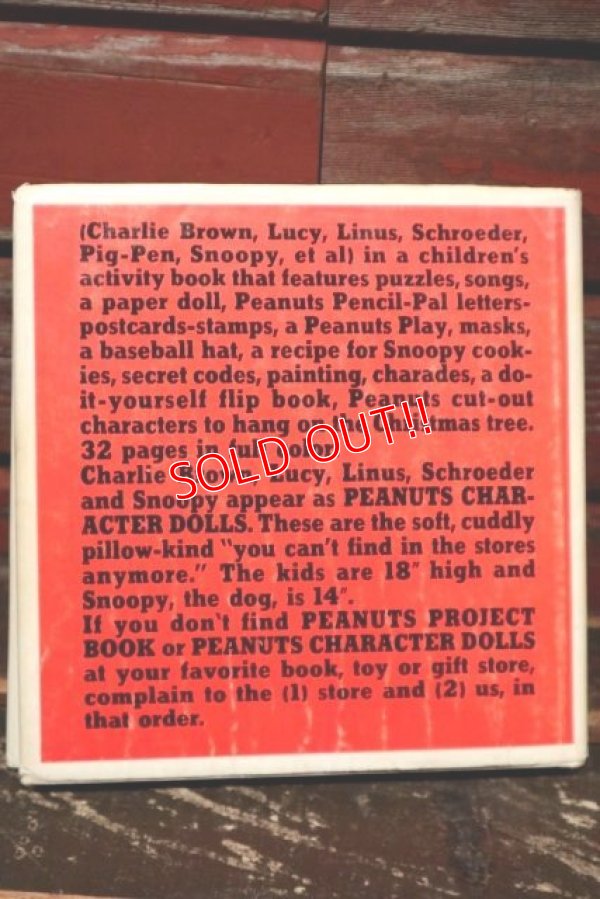 (Charlie Brown, Lucy, Linus, Schroeder,
Pig-Pen, Snoopy, et al) in a children's
activity book that features puzzles, songs,
a paper doll, Peanuts Pencil-Pal letters-
postcards-stamps, a Peanuts Play, masks,
a baseball hat, a recipe for Snoopy cook-
ies, secret codes, painting, charades, a do-
it-yourself flip book, Peanuts cut-out
characters to hang on the Christmas tree.
32 pages in full color.
Charlie Brown, Lucy, Linus, Schroeder
and Snoopy appear as PEANUTS CHAR-
ACTER DOLLS. These are the soft, cuddly
pillow-kind "you can't find in the stores
anymore." The kids are 18" high and
Snoopy, the dog, is 14".
If you don't find PEANUTS PROJECT
BOOK or PEANUTS CHARACTER DOLLS
at your favorite book, toy or gift store,
complain to the (1) store and (2) us, in
that order.
SOLD OUT!!